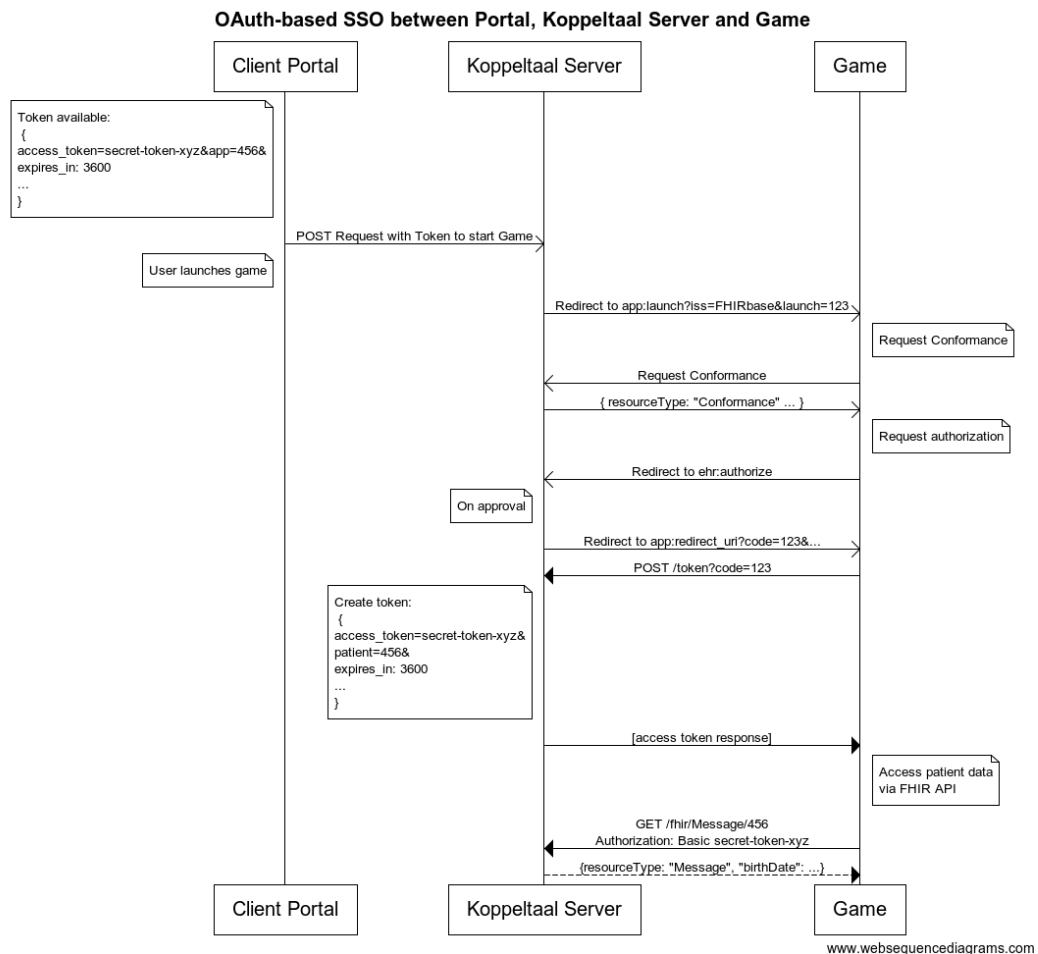 OAuth-based SSO between Portal, Koppeltaal Server and Game
Client Portal
Koppeltaal Server
Game
Token available:
{
access_token=secret-token-xyz&app=456&
expires_in: 3600
...
}
POST Request with Token to start Game
User launches game
Redirect to app:launch?iss=FHIRbase&launch=123
Request Conformance
Request Conformance
{ resourceType: "Conformance" ... }
Request authorization
Redirect to ehr:authorize
On approval
Redirect to app:redirect_uri?code=123&...
POST /token?code=123
Create token:
{
access_token=secret-token-xyz&
patient=456&
expires_in: 3600
...
}
[access token response]
Access patient data
via FHIR API
GET /fhir/Message/456
Authorization: Basic secret-token-xyz
{resourceType: "Message", "birthDate": ...}
Client Portal
Koppeltaal Server
Game
www.websequencediagrams.com